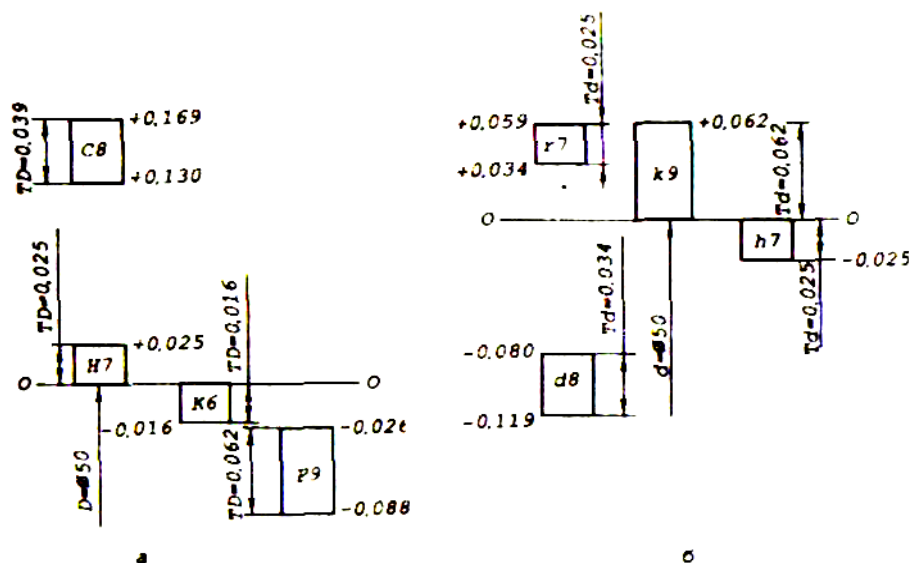 TD=0,039
+0,169
C8
+0,130
TD=0,025
+0,025
H7
0
0
TD=0,016
K6
-0,016
D=ø50
TD=0,062
-0,026
P9
-0,088
а
Td=0,025
+0,059
r7
+0,034
+0,062
k9
Td=0,062
0
0
h7
-0,025
Td=0,025
Td=0,034
d=ø50
-0,080
d8
-0,119
б